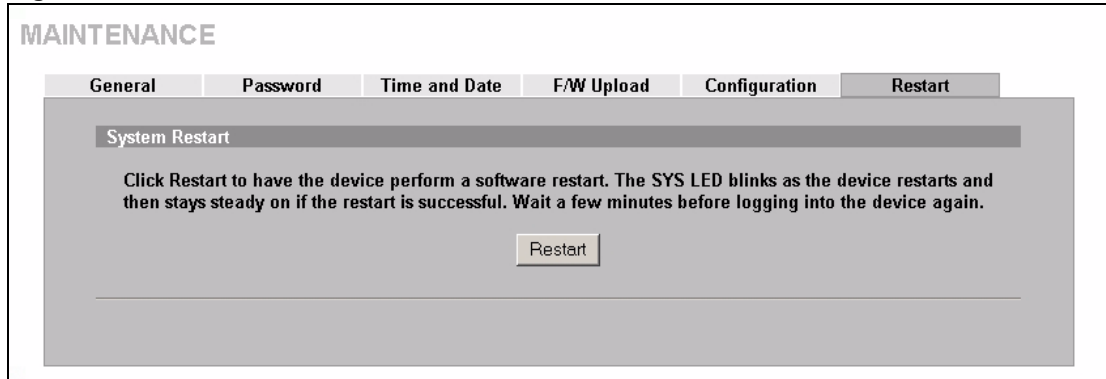 MAINTENANCE
General Password Time and Date F/W Upload Configuration Restart
System Restart
Click Restart to have the device perform a software restart. The SYS LED blinks as the device restarts and
then stays steady on if the restart is successful. Wait a few minutes before logging into the device again.
Restart